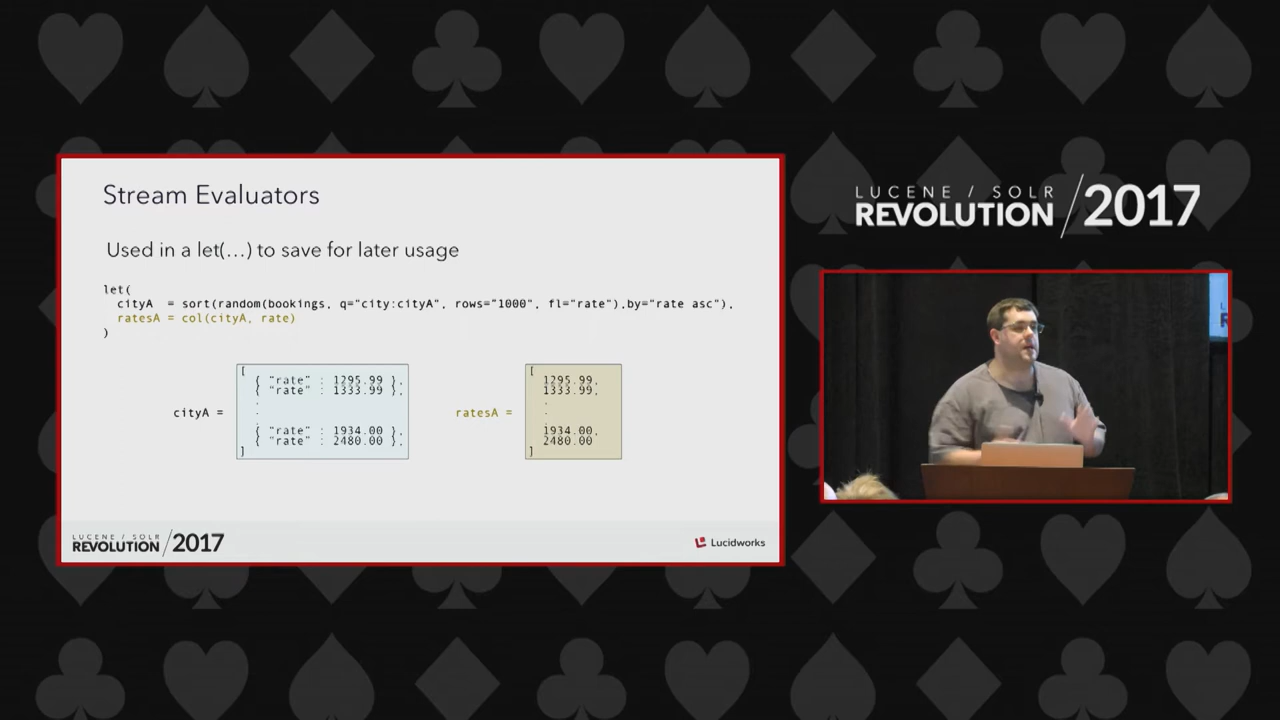 Stream Evaluators
Used in a let(...) to save for later usage
let(
cityA = sort(random(bookings, q="city:cityA", rows="1000", fl="rate"),by="rate asc"),
ratesA = col(cityA, rate)
)
cityA =
[
{ "rate" : 1295.99 },
{ "rate" : 1333.99 },
.
.
{ "rate" : 1934.00 },
{ "rate" : 2480.00 },
]
ratesA =
[
1295.99,
1333.99,
.
.
1934.00,
2480.00
]
LUCENE / SOLR
REVOLUTION / 2017
Lucidworks
LUCENE / SOLR
REVOLUTION / 2017